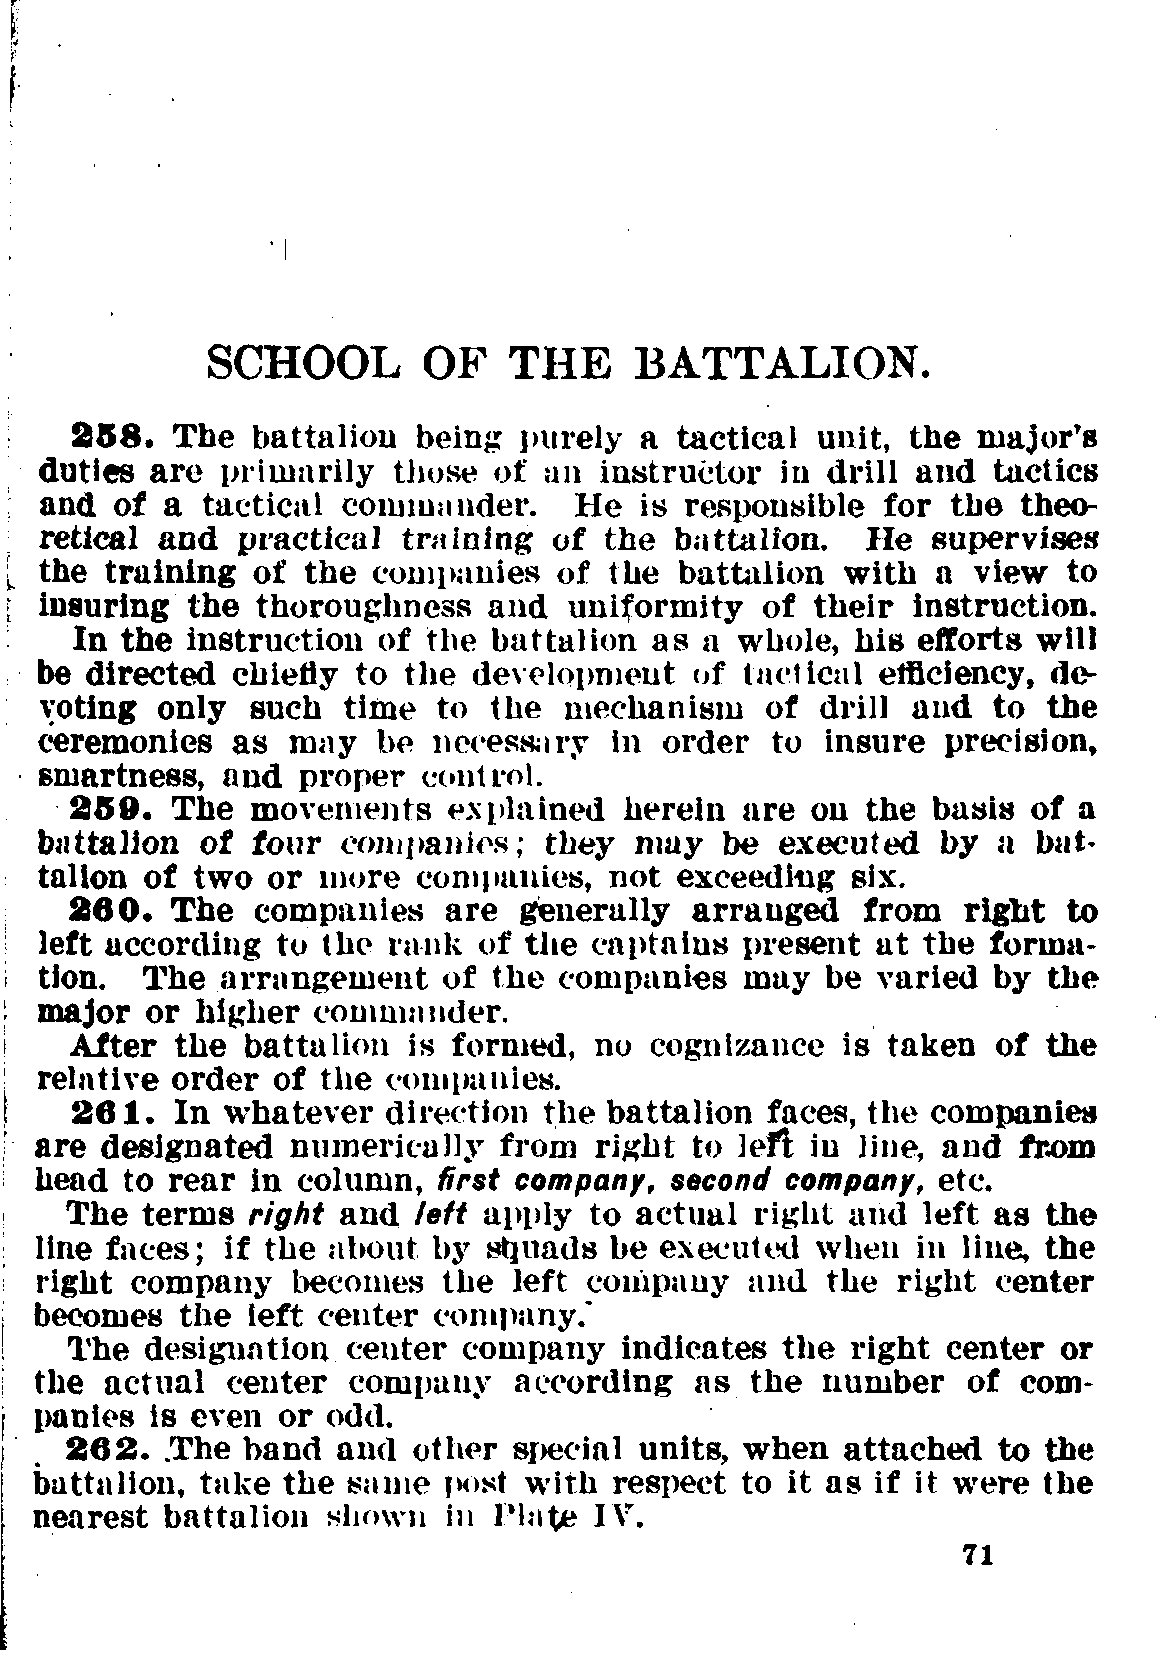 SCHOOL OF THE BATTALION.
258. The battalion being purely a tactical unit, the major's
duties are primarily those of an instructor in drill and tactics
and of a tactical commander. He is responsible for the theo-
retical and practical training of the battalion. He supervises
the training of the companies of the battalion with a view to
insuring the thoroughness and uniformity of their instruction.
In the instruction of the battalion as a whole, his efforts will
be directed chiefly to the development of tactical efficiency, de-
voting only such time to the mechanism of drill and to the
ceremonies as may be necessary in order to insure precision,
smartness, and proper control.
259. The movements explained herein are on the basis of a
battalion of four companies; they may be executed by a bat-
talion of two or more companies, not exceeding six.
260. The companies are generally arranged from right to
left according to the rank of the captains present at the forma-
tion. The arrangement of the companies may be varied by the
major or higher commander.
After the battalion is formed, no cognizance is taken of the
relative order of the companies.
261. In whatever direction the battalion faces, the companies
are designated numerically from right to left in line, and from
head to rear in column, first company, second company, etc.
The terms right and left apply to actual right and left as the
line faces; if the about by squads be executed when in line, the
right company becomes the left company and the right center
becomes the left center company.
The designation center company indicates the right center or
the actual center company according as the number of com-
panies is even or odd.
262. The band and other special units, when attached to the
battalion, take the same post with respect to it as if it were the
nearest battalion shown in Plate IV.
71